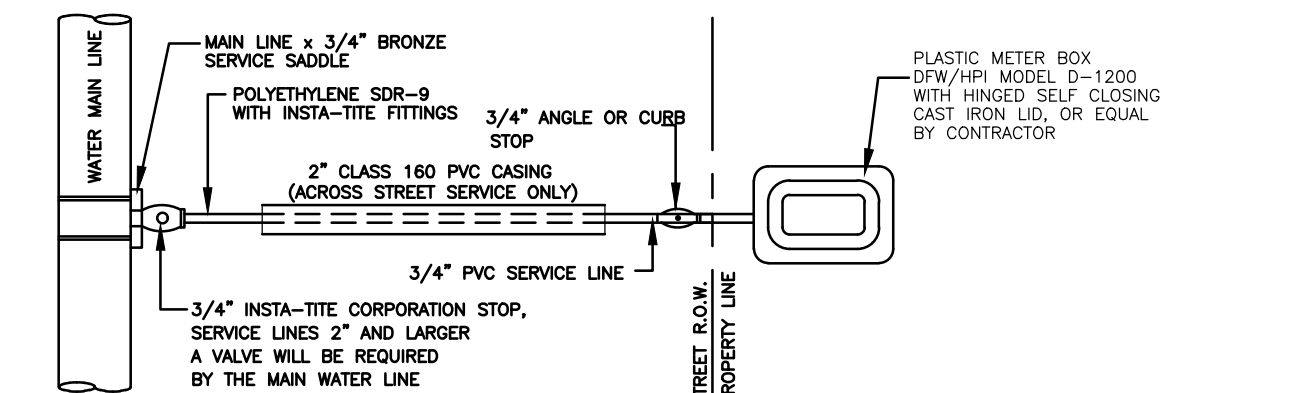 WATER MAIN LINE
MAIN LINE x 3/4" BRONZE
SERVICE SADDLE
POLYETHYLENE SDR-9
WITH INSTA-TITE FITTINGS
3/4" ANGLE OR CURB
STOP
2" CLASS 160 PVC CASING
(ACROSS STREET SERVICE ONLY)
PLASTIC METER BOX
DFW/HPI MODEL D-1200
WITH HINGED SELF CLOSING
CAST IRON LID, OR EQUAL
BY CONTRACTOR
3/4" PVC SERVICE LINE
3/4" INSTA-TITE CORPORATION STOP,
SERVICE LINES 2" AND LARGER
A VALVE WILL BE REQUIRED
BY THE MAIN WATER LINE
TREET R.O.W.
ROPERTY LINE